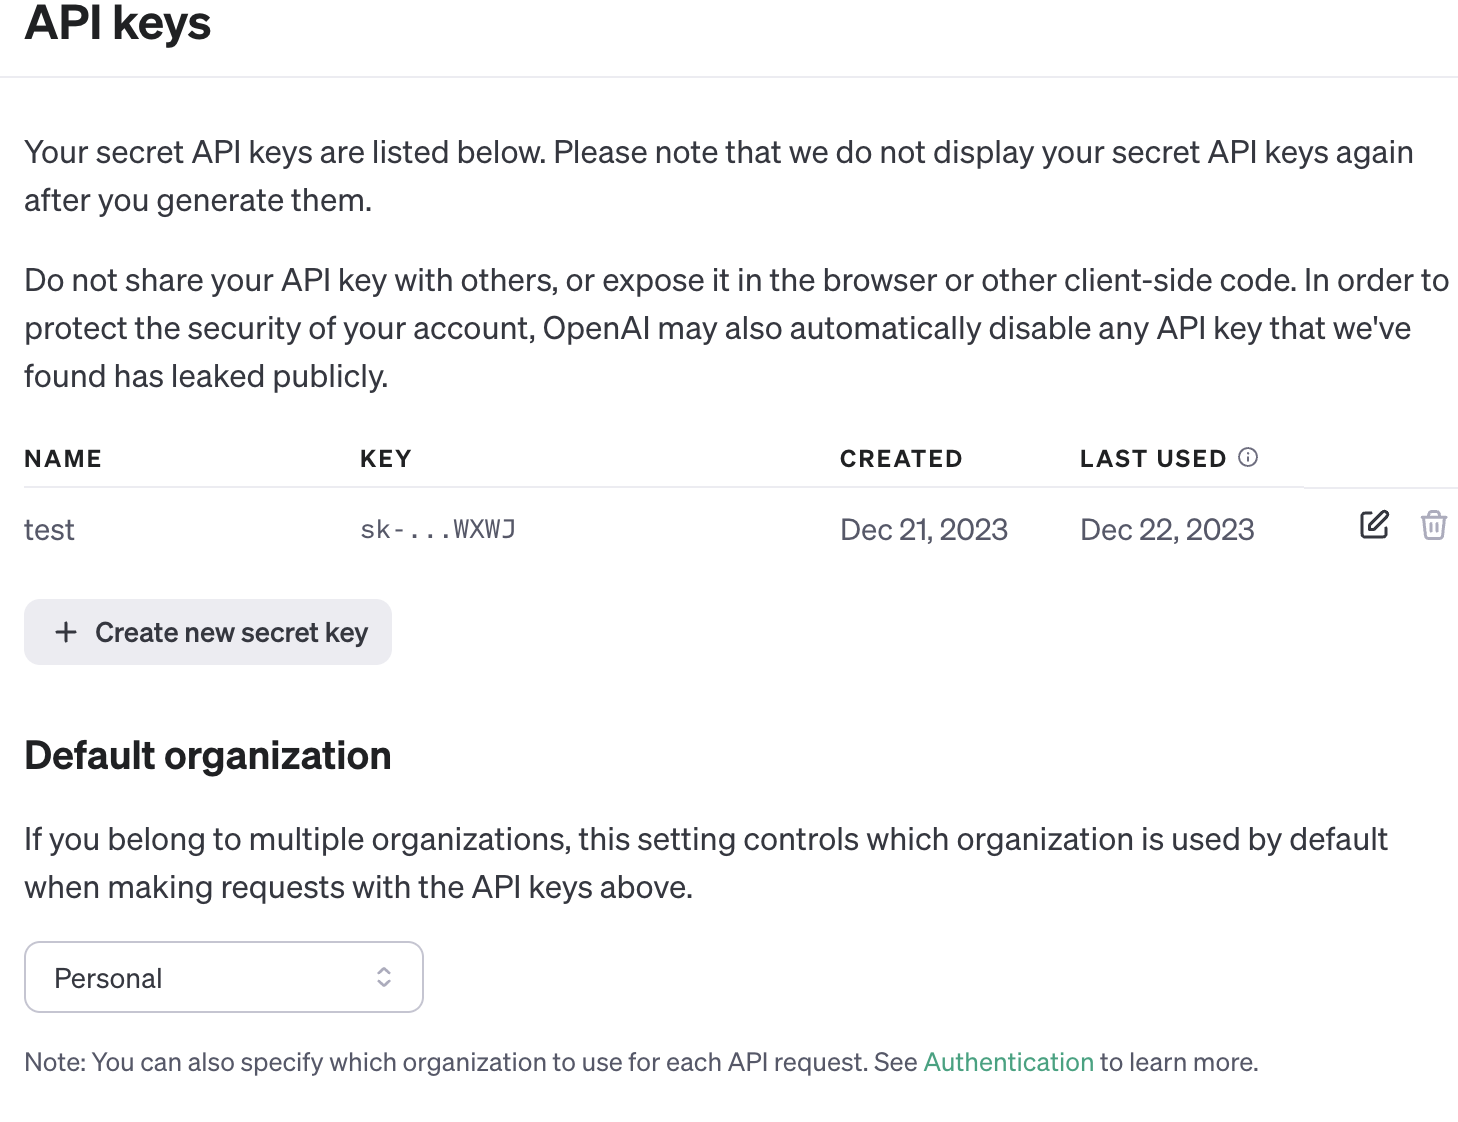 API keys
Your secret API keys are listed below. Please note that we do not display your secret API keys again
after you generate them.
Do not share your API key with others, or expose it in the browser or other client-side code. In order to
protect the security of your account, OpenAI may also automatically disable any API key that we've
found has leaked publicly.
NAME KEY CREATED LAST USED
test sk-...WXWJ Dec 21, 2023 Dec 22, 2023
+ Create new secret key
Default organization
If you belong to multiple organizations, this setting controls which organization is used by default
when making requests with the API keys above.
Personal
Note: You can also specify which organization to use for each API request. See Authentication to learn more.